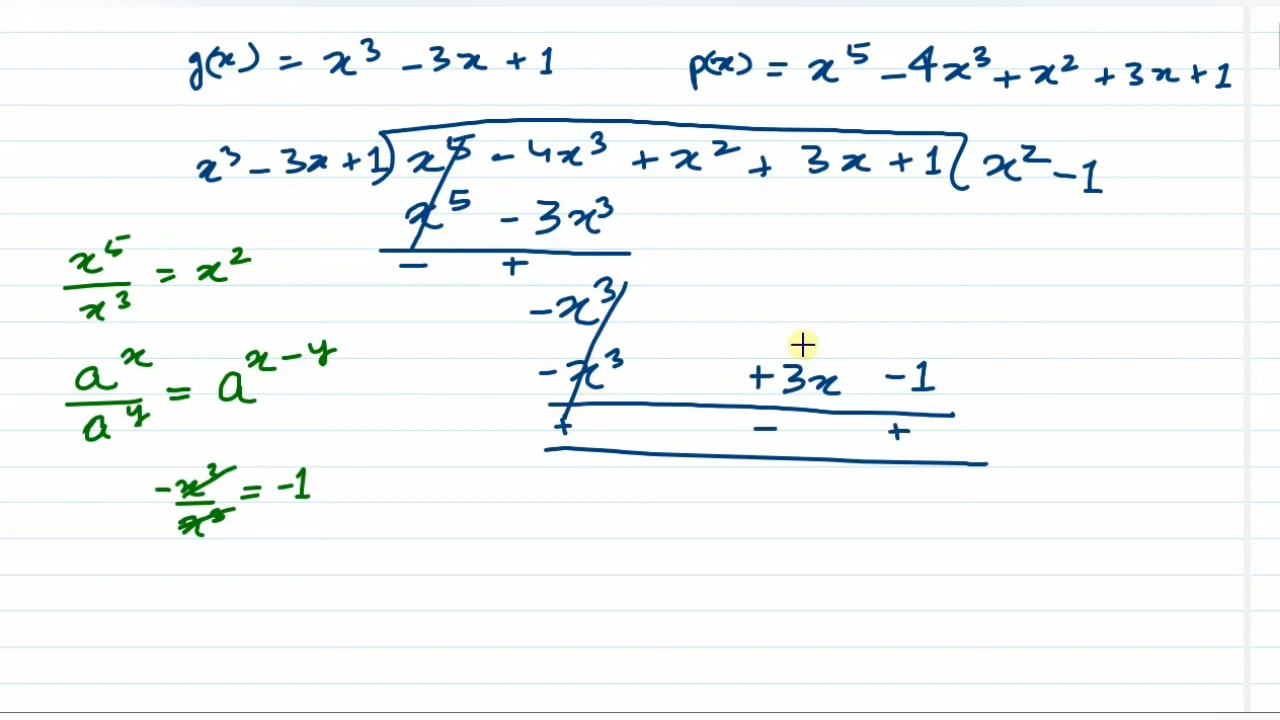 g(x) = x³ - 3x + 1
p(x) = x⁵ - 4x³ + x² + 3x + 1
x³ - 3x + 1 ) x⁵ - 4x³ + x² + 3x + 1 ( x² - 1
x⁵ - 3x³
- +
-x³
-x³ + 3x - 1
+ - +
x⁵/x³ = x²
aˣ/aʸ = aˣ⁻ʸ
-x³/x³ = -1